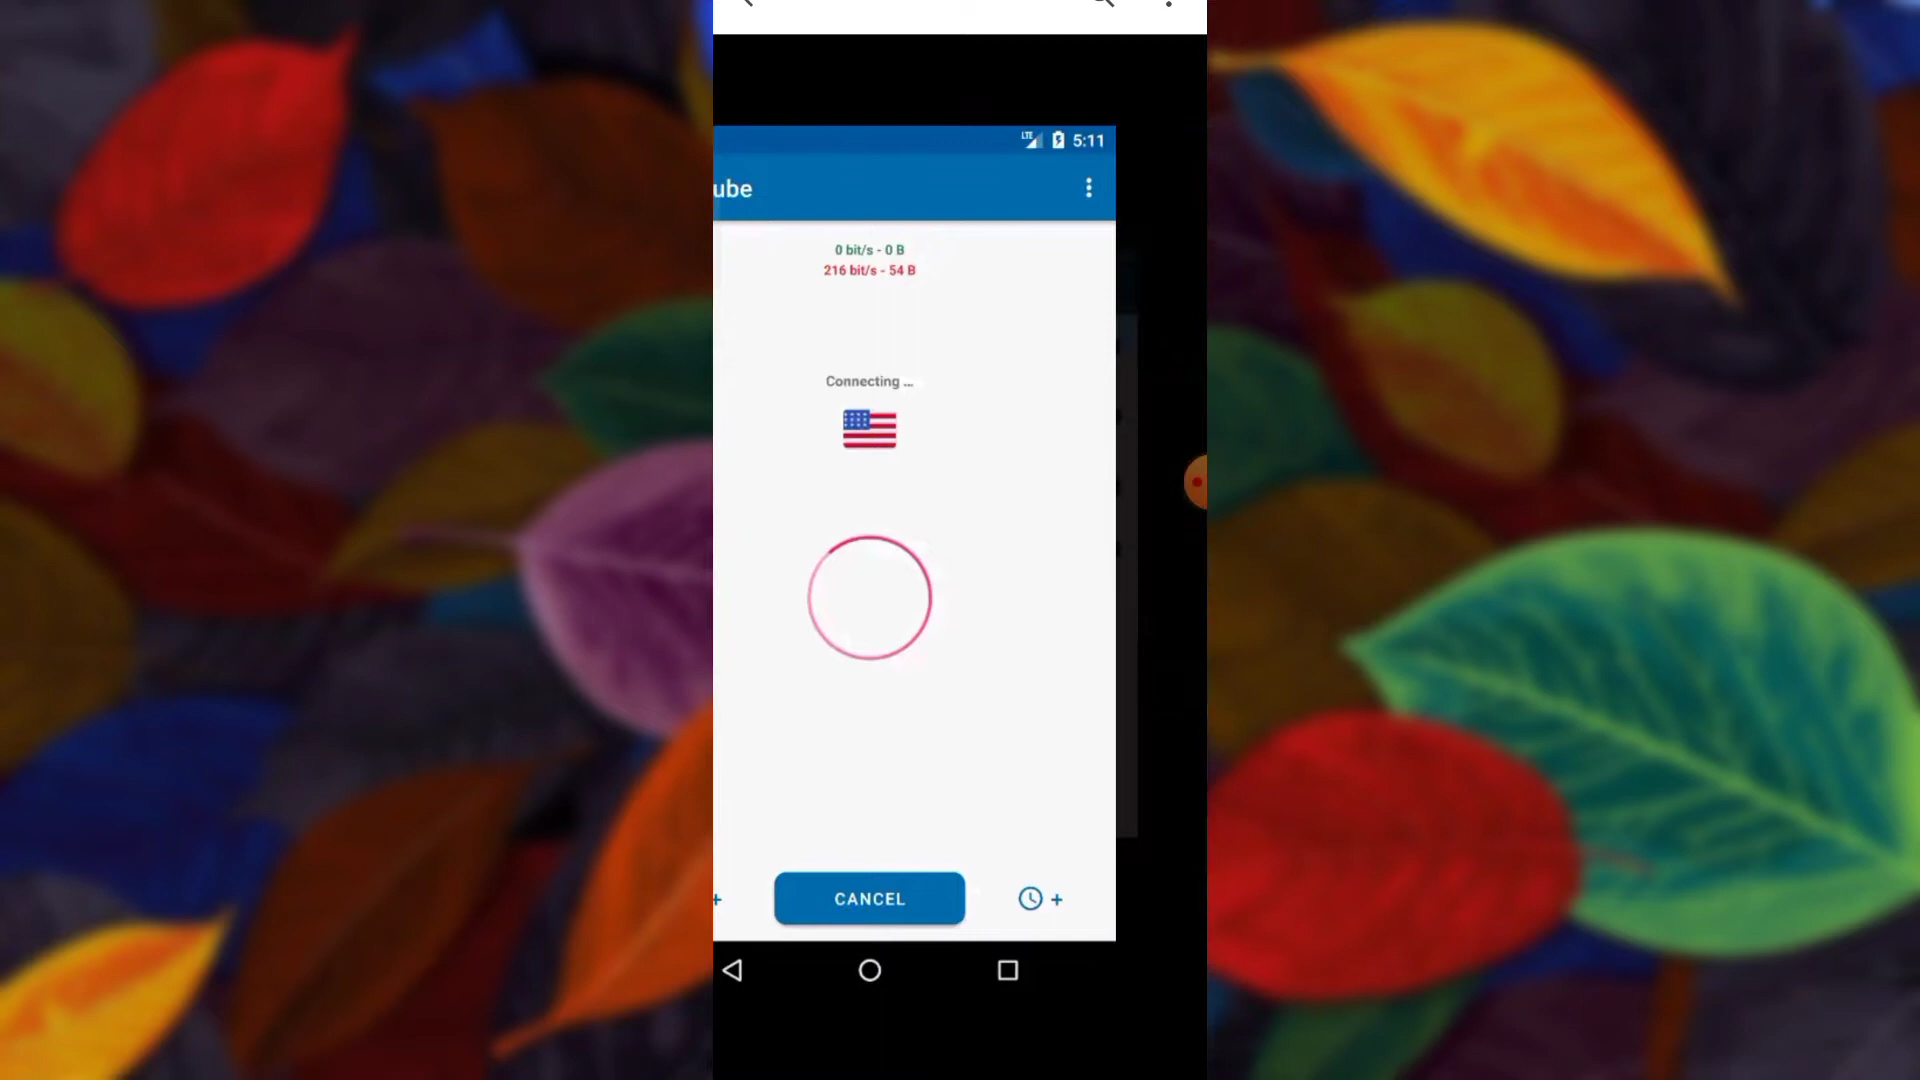 LTE 5:11
ube
0 bit/s - 0 B
216 bit/s - 54 B
Connecting ...
+ CANCEL +